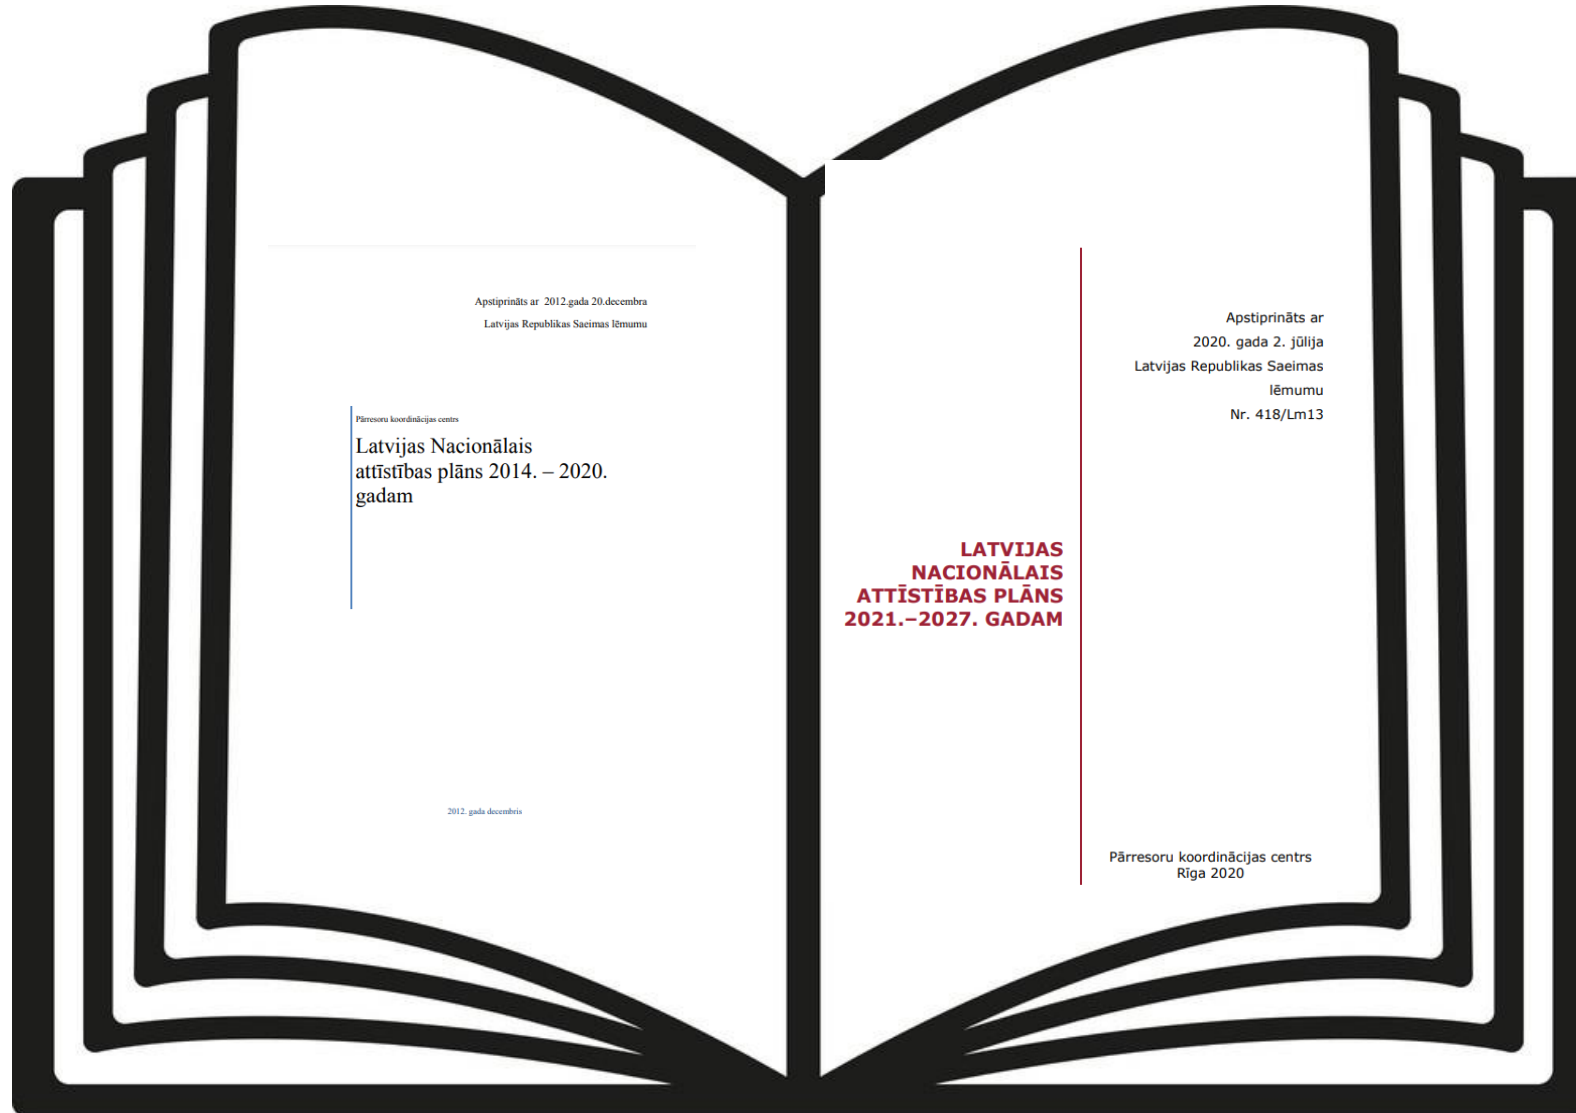 Apstiprināts ar 2012.gada 20.decembra
Latvijas Republikas Saeimas lēmumu
Pārresoru koordinācijas centrs
Latvijas Nacionālais
attīstības plāns 2014. – 2020.
gadam
2012. gada decembris
Apstiprināts ar
2020. gada 2. jūlija
Latvijas Republikas Saeimas
lēmumu
Nr. 418/Lm13
LATVIJAS
NACIONĀLAIS
ATTĪSTĪBAS PLĀNS
2021.–2027. GADAM
Pārresoru koordinācijas centrs
Rīga 2020